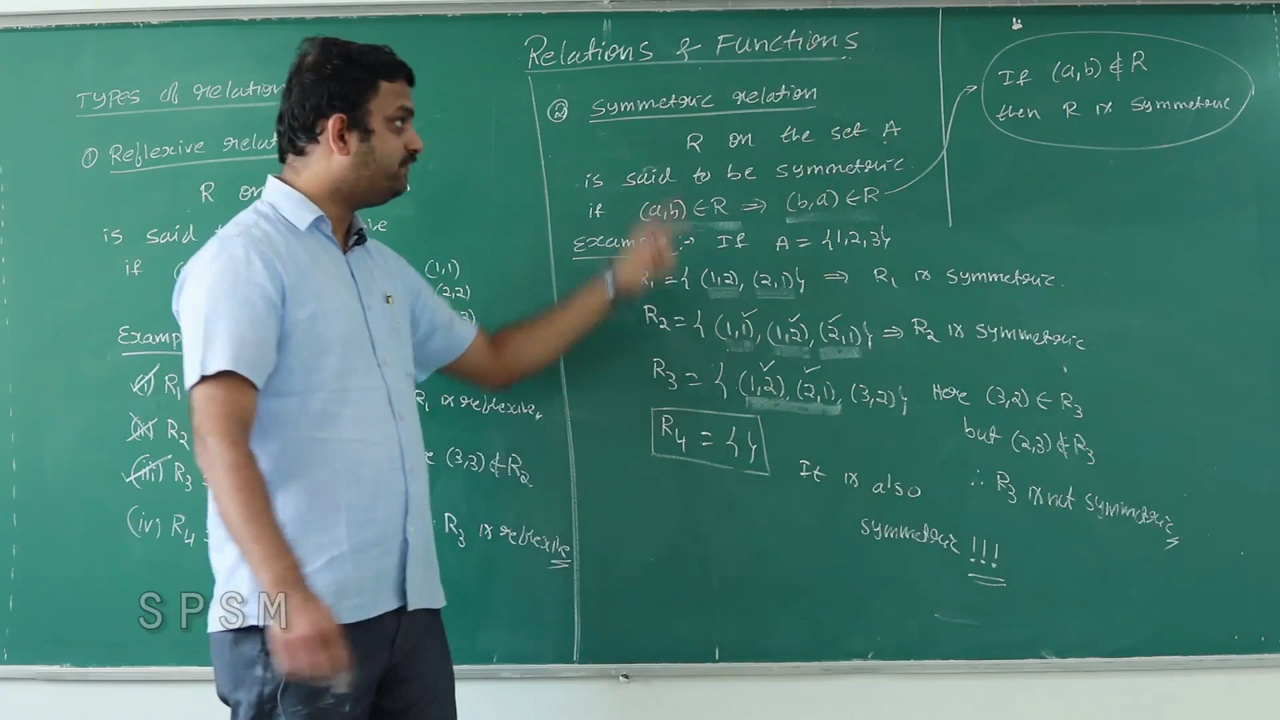 Relations & Functions
TYPES of relation
① Reflexive relat
R on
is said
if
(1,1)
(2,2)
Examp
(i) R1
R1 is reflexive,
(ii) R2
(3,3) ∉ R2
(iii) R3
(iv) R4
R3 is reflexive
② Symmetric relation
R on the set A
is said to be symmetric
if (a,b) ∈ R ⇒ (b,a) ∈ R
Example :- If A = {1,2,3}
R1 = { (1,2), (2,1)} ⇒ R1 is symmetric.
R2 = { (1,1), (1,2), (2,1)} ⇒ R2 is symmetric
R3 = { (1,2), (2,1), (3,2)} Here (3,2) ∈ R3
but (2,3) ∉ R3
∴ R3 is not symmetric
R4 = { }
It is also
symmetric !!!
If (a,b) ∉ R
then R is symmetric
SPSM